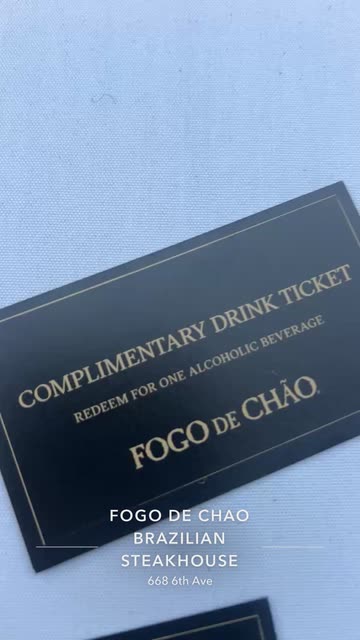 COMPLIMENTARY DRINK TICKET
REDEEM FOR ONE ALCOHOLIC BEVERAGE
FOGO DE CHÃO
FOGO DE CHAO
BRAZILIAN
STEAKHOUSE
668 6th Ave